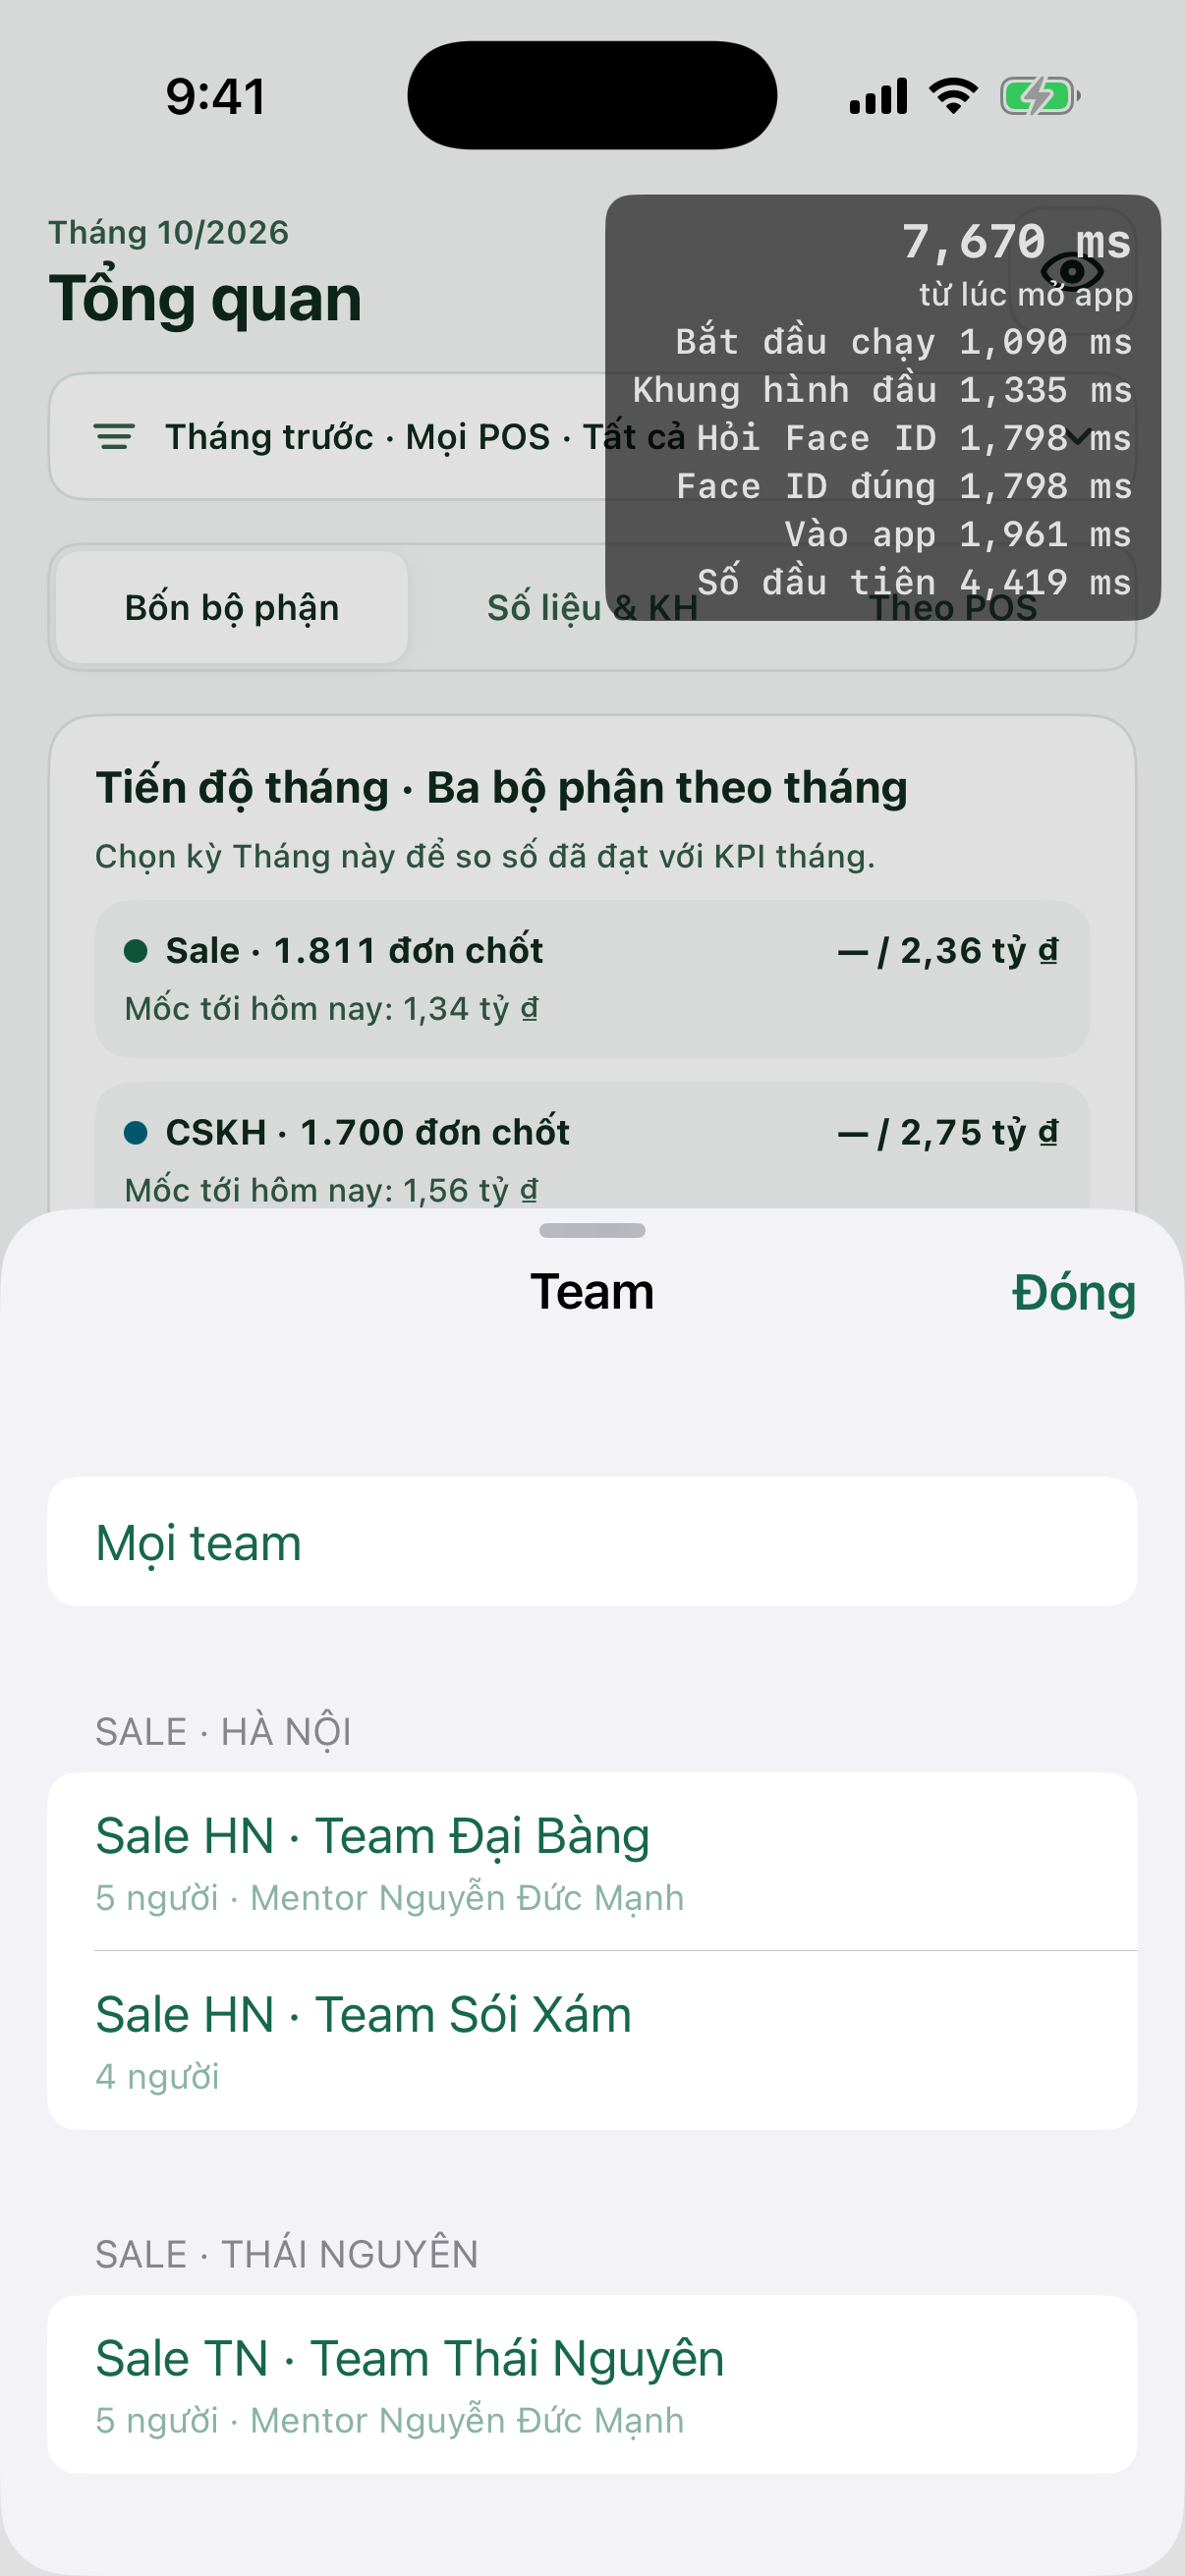 9:41
Tháng 10/2026
Tổng quan
7,670 ms
từ lúc mở app
Bắt đầu chạy 1,090 ms
Khung hình đầu 1,335 ms
Hỏi Face ID 1,798 ms
Face ID đúng 1,798 ms
Vào app 1,961 ms
Số đầu tiên 4,419 ms
Tháng trước · Mọi POS · Tất cả
Bốn bộ phận
Số liệu & KH
Theo POS
Tiến độ tháng · Ba bộ phận theo tháng
Chọn kỳ Tháng này để so số đã đạt với KPI tháng.
Sale · 1.811 đơn chốt
— / 2,36 tỷ ₫
Mốc tới hôm nay: 1,34 tỷ ₫
CSKH · 1.700 đơn chốt
— / 2,75 tỷ ₫
Mốc tới hôm nay: 1,56 tỷ ₫
Team
Đóng
Mọi team
SALE · HÀ NỘI
Sale HN · Team Đại Bàng
5 người · Mentor Nguyễn Đức Mạnh
Sale HN · Team Sói Xám
4 người
SALE · THÁI NGUYÊN
Sale TN · Team Thái Nguyên
5 người · Mentor Nguyễn Đức Mạnh